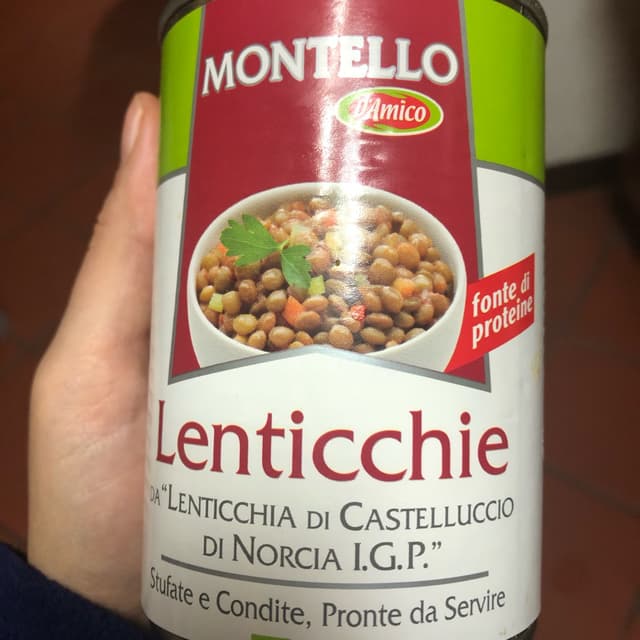 MONTELLO
D'Amico
fonte di
proteine
Lenticchie
DA "LENTICCHIA DI CASTELLUCCIO
DI NORCIA I.G.P."
Stufate e Condite, Pronte da Servire